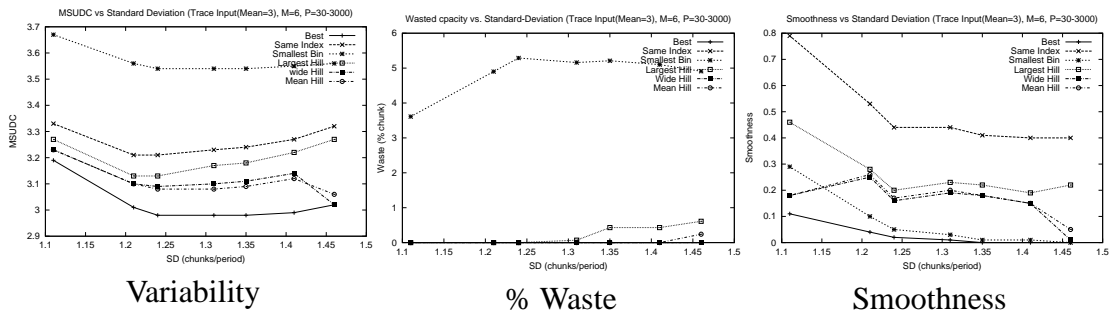 MSUDC vs Standard Deviation (Trace Input(Mean=3), M=6, P=30-3000)
3.7
3.6
3.5
3.4
3.3
3.2
3.1
3
2.9
MSUDC
Best
Same Index
Smallest Bin
Largest Hill
wide Hill
Mean Hill
1.1 1.15 1.2 1.25 1.3 1.35 1.4 1.45 1.5
SD (chunks/period)
Variability
Wasted cpacity vs. Standard-Deviation (Trace Input(Mean=3), M=6, P=30-3000)
6
5
4
3
2
1
0
Waste (% chunk)
Best
Same Index
Smallest Bin
Largest Hill
Wide Hill
Mean Hill
1.1 1.15 1.2 1.25 1.3 1.35 1.4 1.45 1.5
SD (chunks/period)
% Waste
Smoothness vs Standard Deviation (Trace Input(Mean=3), M=6, P=30-3000)
0.8
0.7
0.6
0.5
0.4
0.3
0.2
0.1
0
Smoothness
Best
Same Index
Smallest Bin
Largest Hill
Wide Hill
Mean Hill
1.1 1.15 1.2 1.25 1.3 1.35 1.4 1.45 1.5
SD (chunks/period)
Smoothness